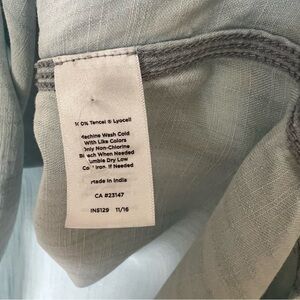 100% Tencel ® Lyocell
Machine Wash Cold
With Like Colors
Only Non-Chlorine
Bleach When Needed
Tumble Dry Low
Cool Iron, If Needed
Made in India
CA #23147
INS129 11/16